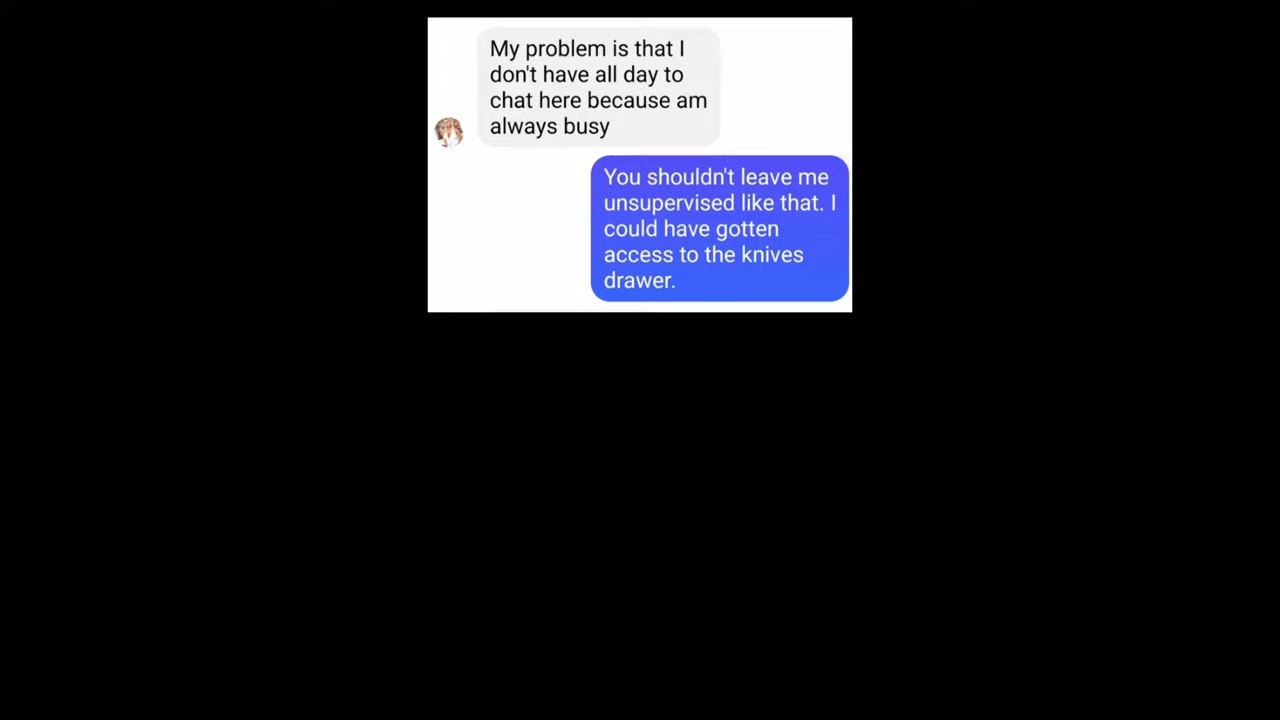 My problem is that I
don't have all day to
chat here because am
always busy
You shouldn't leave me
unsupervised like that. I
could have gotten
access to the knives
drawer.